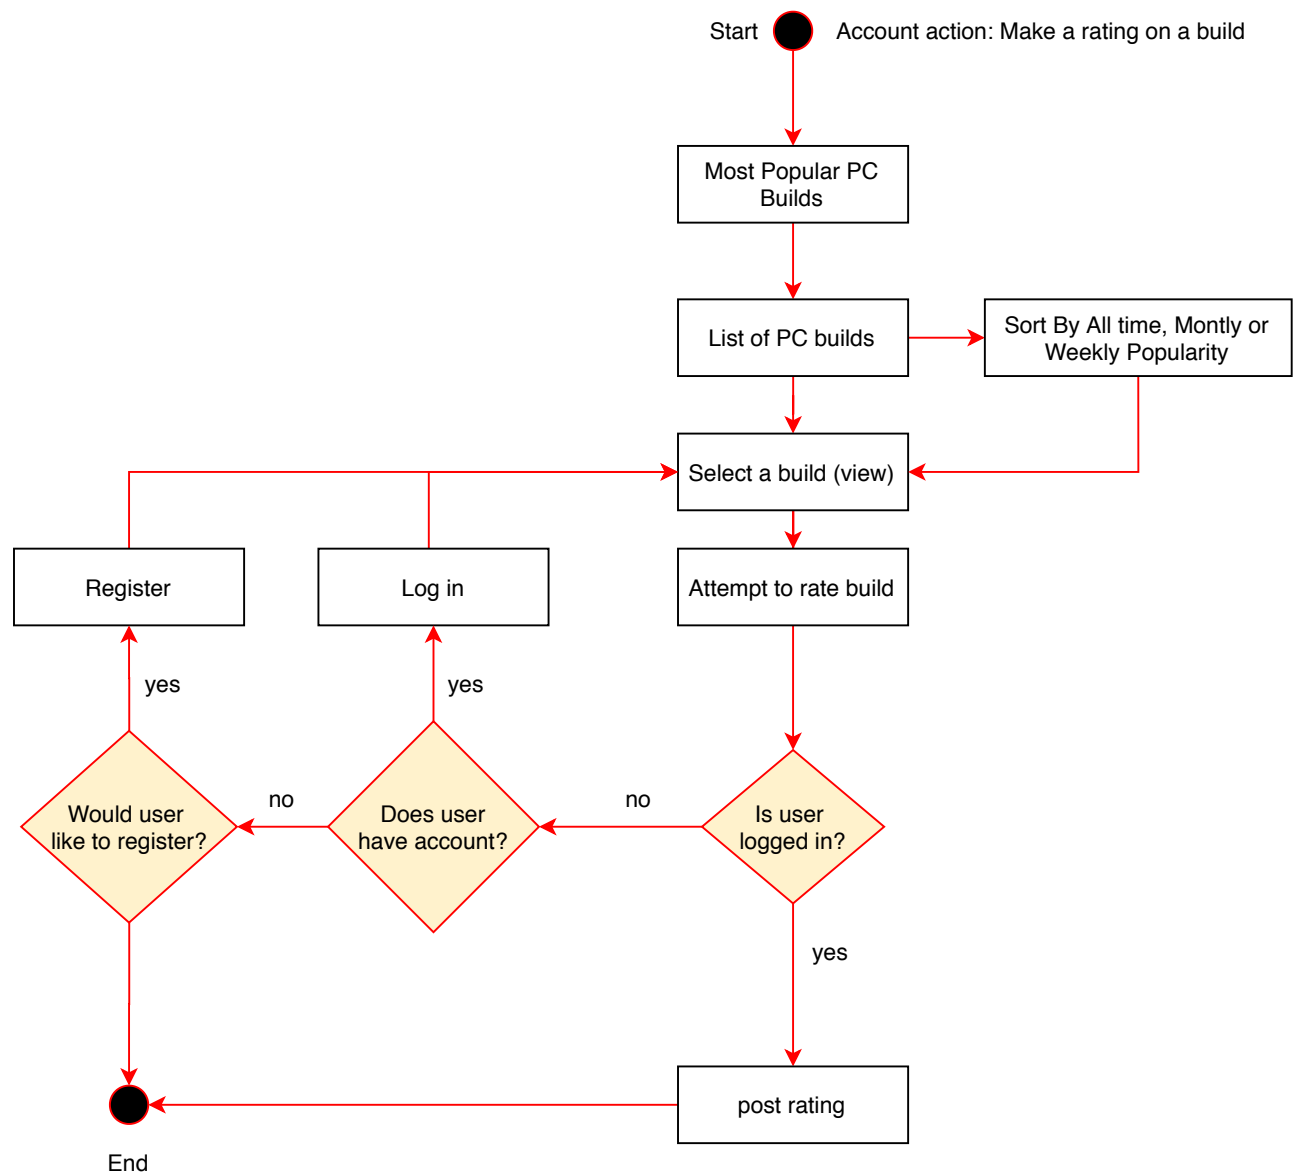 Start
Account action: Make a rating on a build
Most Popular PC
Builds
List of PC builds
Sort By All time, Montly or
Weekly Popularity
Select a build (view)
Register
Log in
Attempt to rate build
yes
yes
Would user
like to register?
no
Does user
have account?
no
Is user
logged in?
yes
post rating
End